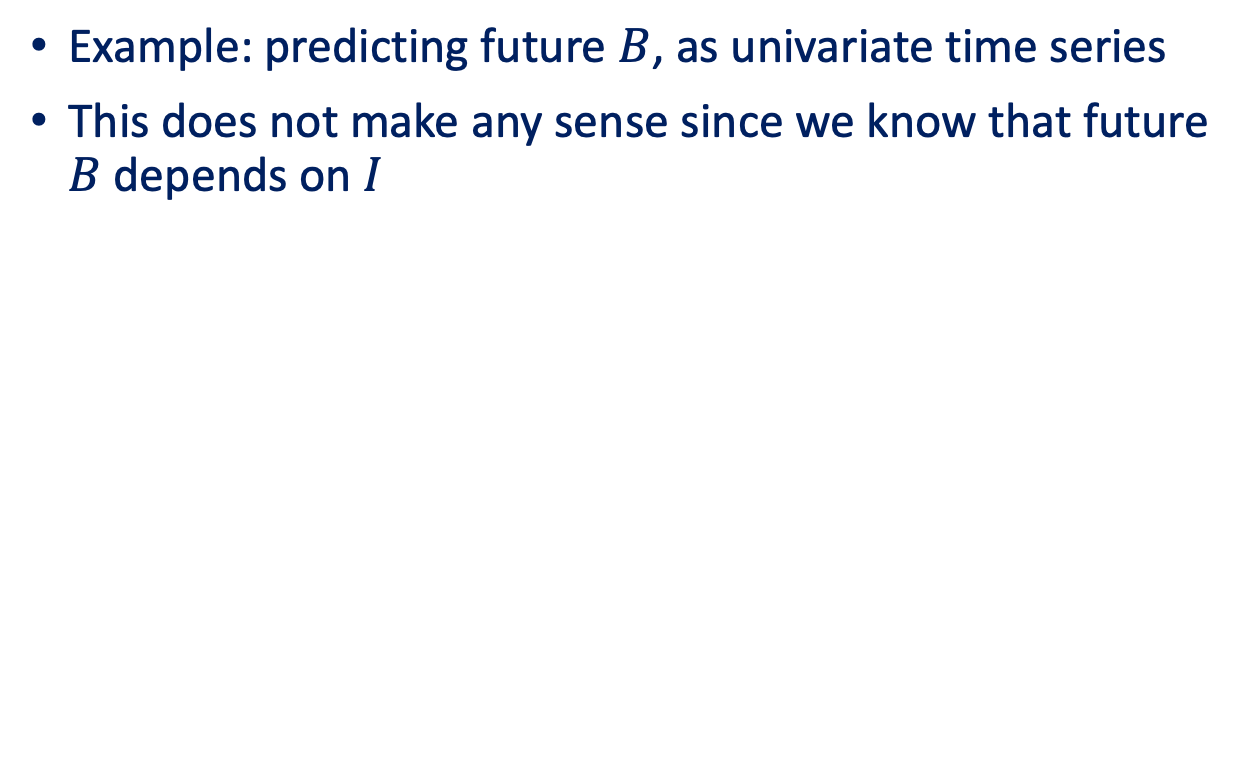 • Example: predicting future B, as univariate time series
• This does not make any sense since we know that future
B depends on I